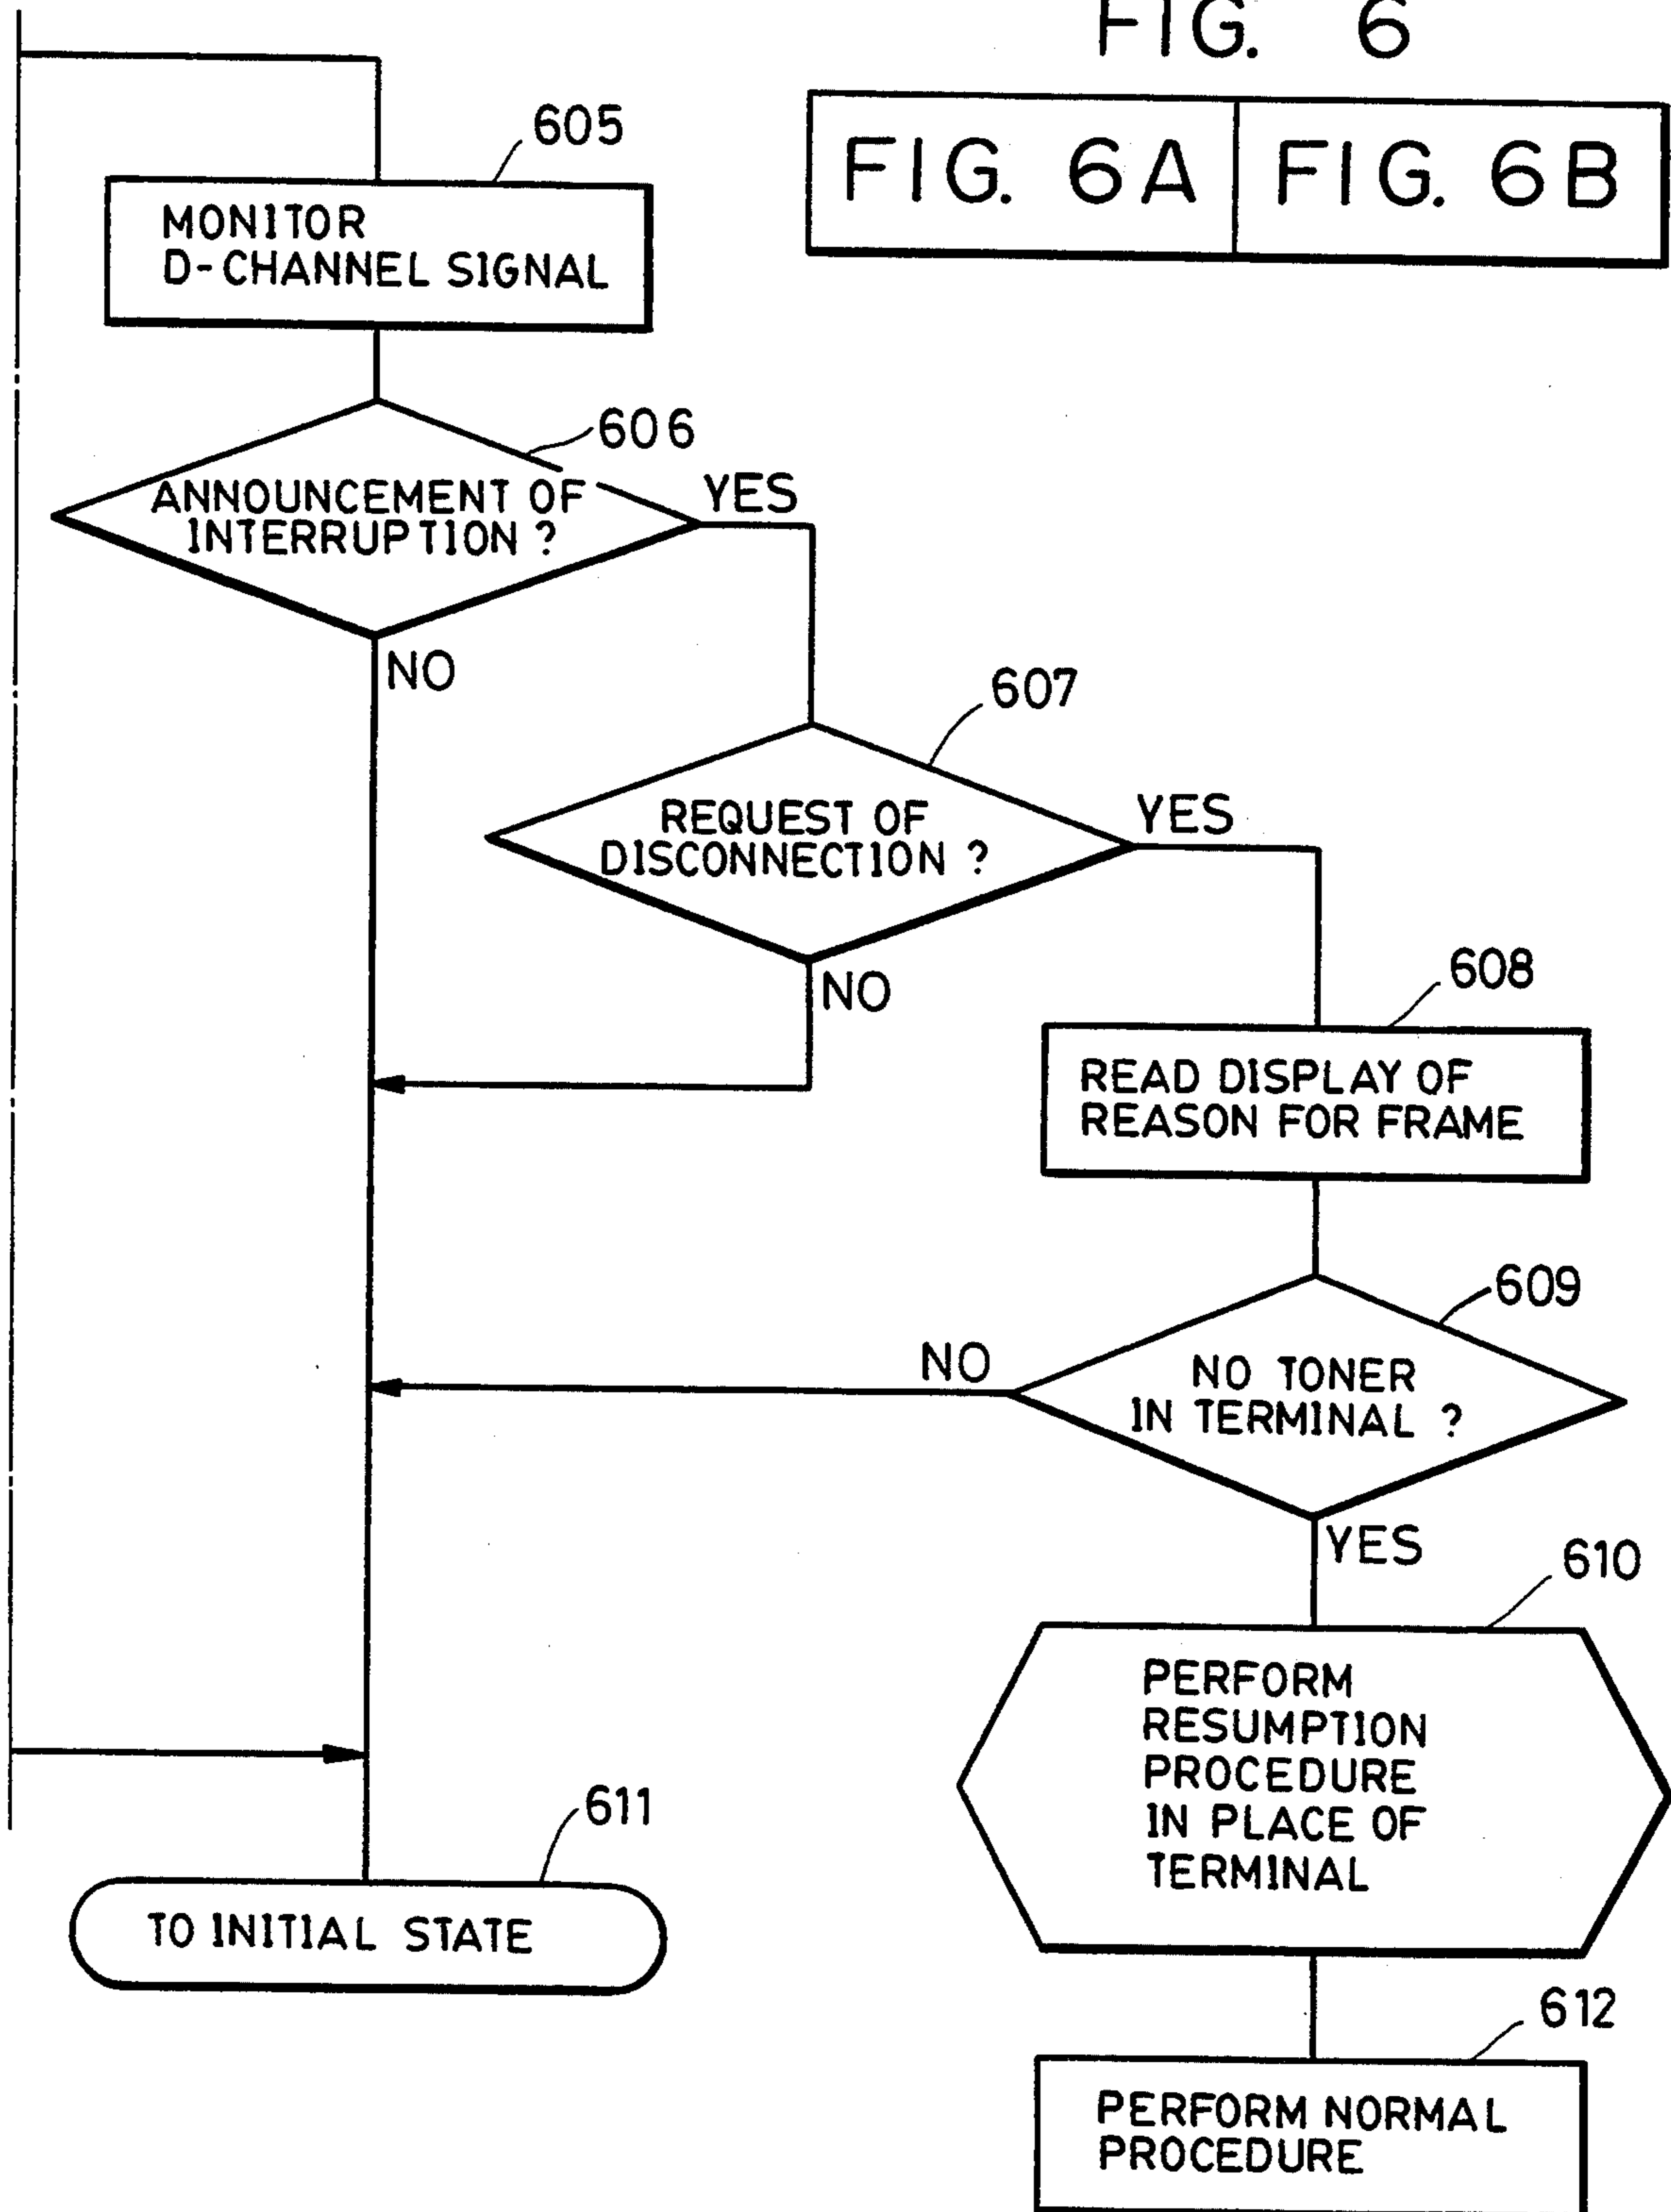 FIG. 6
FIG. 6A FIG. 6B
605
MONITOR
D-CHANNEL SIGNAL
606
ANNOUNCEMENT OF
INTERRUPTION ?
YES
NO
607
REQUEST OF
DISCONNECTION ?
YES
NO
608
READ DISPLAY OF
REASON FOR FRAME
609
NO TONER
IN TERMINAL ?
NO
YES
610
PERFORM
RESUMPTION
PROCEDURE
IN PLACE OF
TERMINAL
611
TO INITIAL STATE
612
PERFORM NORMAL
PROCEDURE